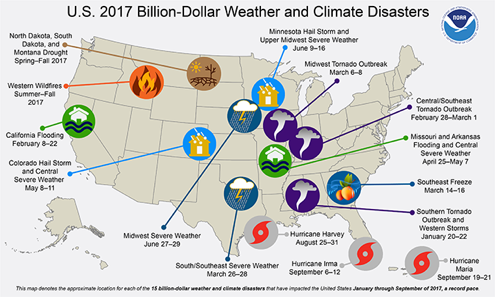 U.S. 2017 Billion-Dollar Weather and Climate Disasters
NOAA
North Dakota, South
Dakota, and
Montana Drought
Spring–Fall 2017
Western Wildfires
Summer–Fall
2017
California Flooding
February 8–22
Colorado Hail Storm
and Central
Severe Weather
May 8–11
Midwest Severe Weather
June 27–29
South/Southeast Severe Weather
March 26–28
Minnesota Hail Storm and
Upper Midwest Severe Weather
June 9–16
Midwest Tornado Outbreak
March 6–8
Central/Southeast
Tornado Outbreak
February 28–March 1
Missouri and Arkansas
Flooding and Central
Severe Weather
April 25–May 7
Southeast Freeze
March 14–16
Southern Tornado
Outbreak and
Western Storms
January 20–22
Hurricane Harvey
August 25–31
Hurricane Irma
September 6–12
Hurricane
Maria
September 19–21
This map denotes the approximate location for each of the 15 billion-dollar weather and climate disasters that have impacted the United States January through September of 2017, a record pace.